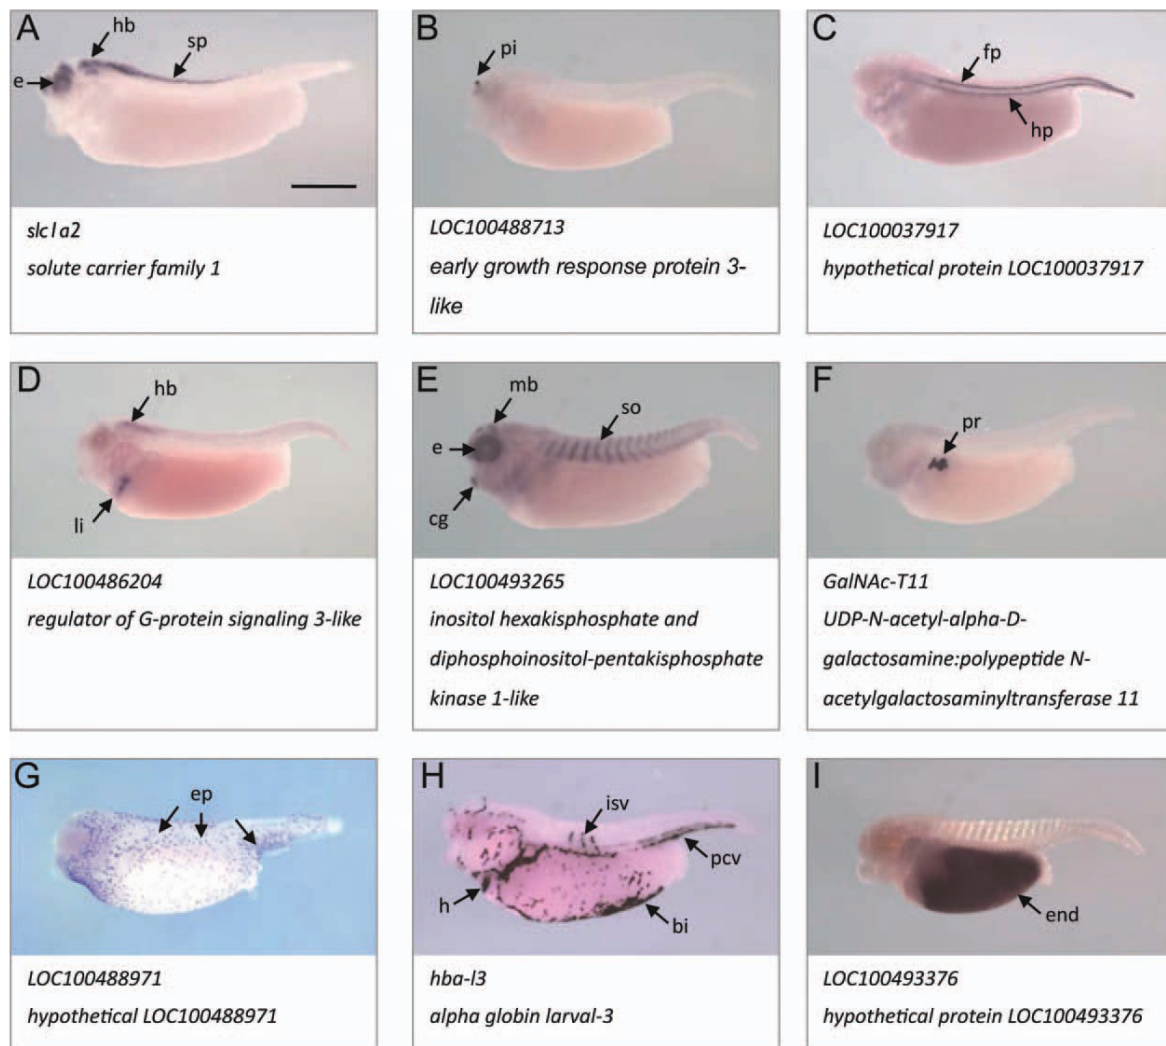 A
hb
sp
e
slc1a2
solute carrier family 1
B
pi
LOC100488713
early growth response protein 3-
like
C
fp
hp
LOC100037917
hypothetical protein LOC100037917
D
hb
li
LOC100486204
regulator of G-protein signaling 3-like
E
mb
so
e
cg
LOC100493265
inositol hexakisphosphate and
diphosphoinositol-pentakisphosphate
kinase 1-like
F
pr
GalNAc-T11
UDP-N-acetyl-alpha-D-
galactosamine:polypeptide N-
acetylgalactosaminyltransferase 11
G
ep
LOC100488971
hypothetical LOC100488971
H
isv
pcv
h
bi
hba-l3
alpha globin larval-3
I
end
LOC100493376
hypothetical protein LOC100493376